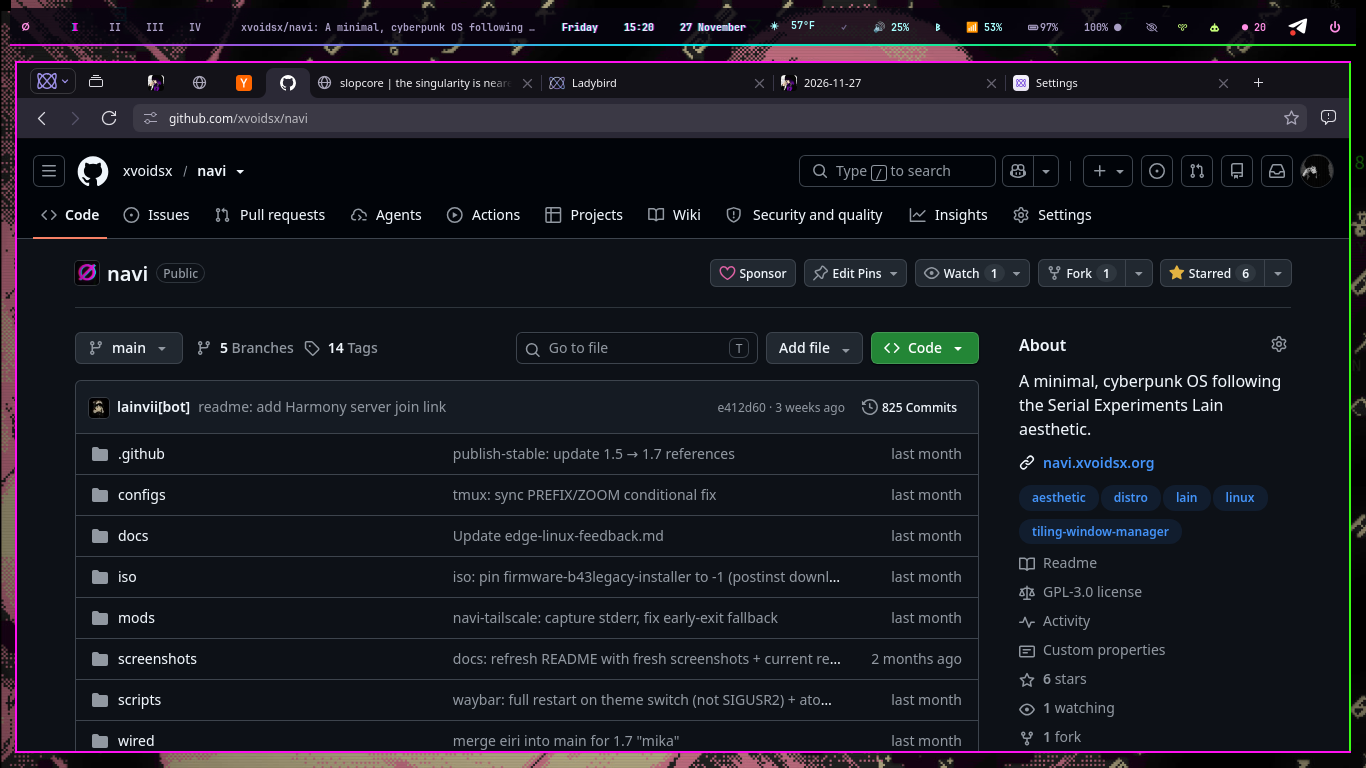 Ø I II III IV xvoidsx/navi: A minimal, cyberpunk OS following … Friday 15:20 27 November 57°F 25% 53% 97% 100% 20
slopcore | the singularity is near Ladybird 2026-11-27 Settings
github.com/xvoidsx/navi
xvoidsx / navi Type / to search
Code Issues Pull requests Agents Actions Projects Wiki Security and quality Insights Settings
navi Public Sponsor Edit Pins Watch 1 Fork 1 Starred 6
main 5 Branches 14 Tags Go to file T Add file Code
About
A minimal, cyberpunk OS following
the Serial Experiments Lain
aesthetic.
navi.xvoidsx.org
aesthetic distro lain linux
tiling-window-manager
Readme
GPL-3.0 license
Activity
Custom properties
6 stars
1 watching
1 fork
lainvii[bot] readme: add Harmony server join link e412d60 · 3 weeks ago 825 Commits
.github publish-stable: update 1.5 → 1.7 references last month
configs tmux: sync PREFIX/ZOOM conditional fix last month
docs Update edge-linux-feedback.md last month
iso iso: pin firmware-b43legacy-installer to -1 (postinst downl... last month
mods navi-tailscale: capture stderr, fix early-exit fallback last month
screenshots docs: refresh README with fresh screenshots + current re... 2 months ago
scripts waybar: full restart on theme switch (not SIGUSR2) + ato... last month
wired merge eiri into main for 1.7 "mika" last month